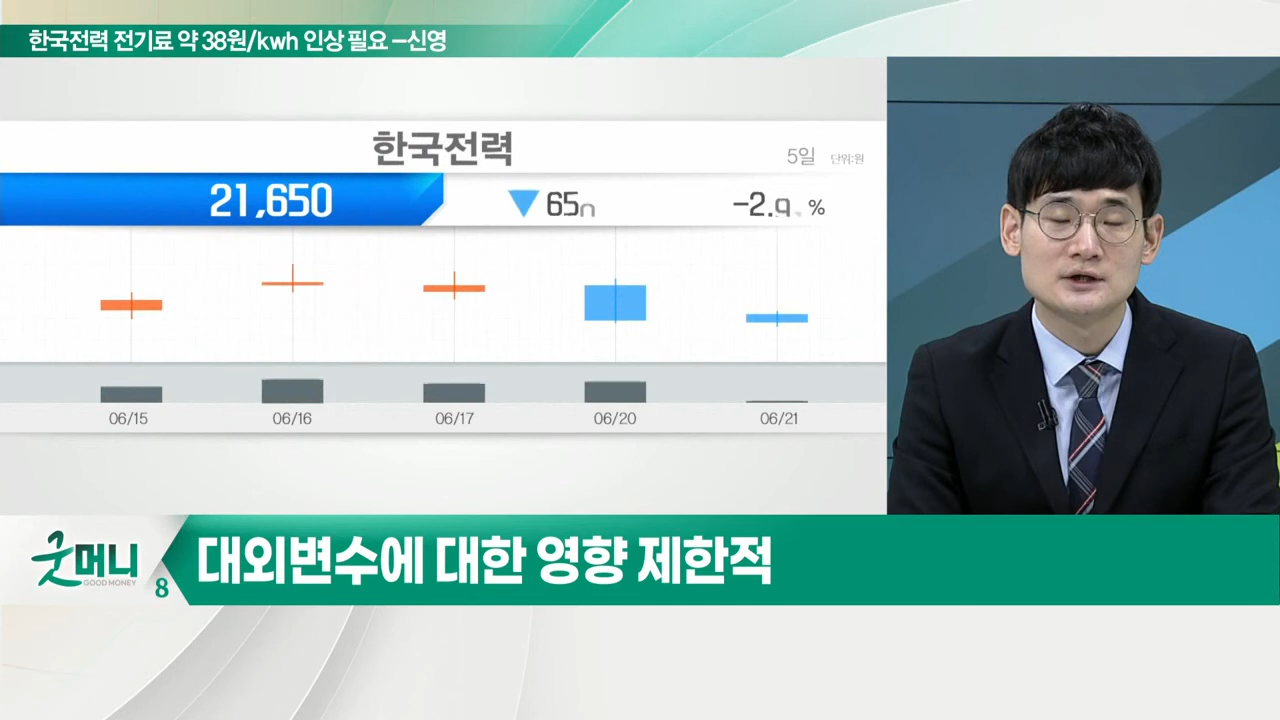 한국전력 전기료 약 38원/kwh 인상 필요 –신영
한국전력
5일 단위:원
21,650 ▼ %
06/15 06/16 06/17 06/20 06/21
굿머니
GOOD MONEY
8
대외변수에 대한 영향 제한적